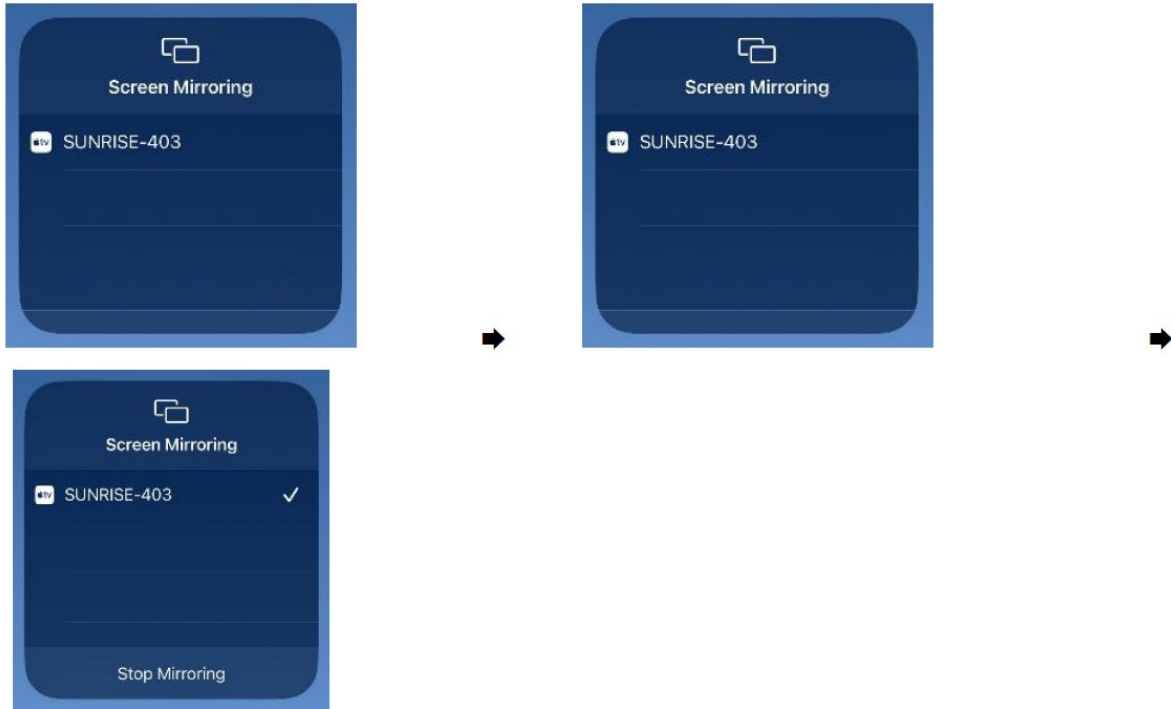 Screen Mirroring
tv SUNRISE-403
➡
Screen Mirroring
tv SUNRISE-403
➡
Screen Mirroring
tv SUNRISE-403 ✓
Stop Mirroring